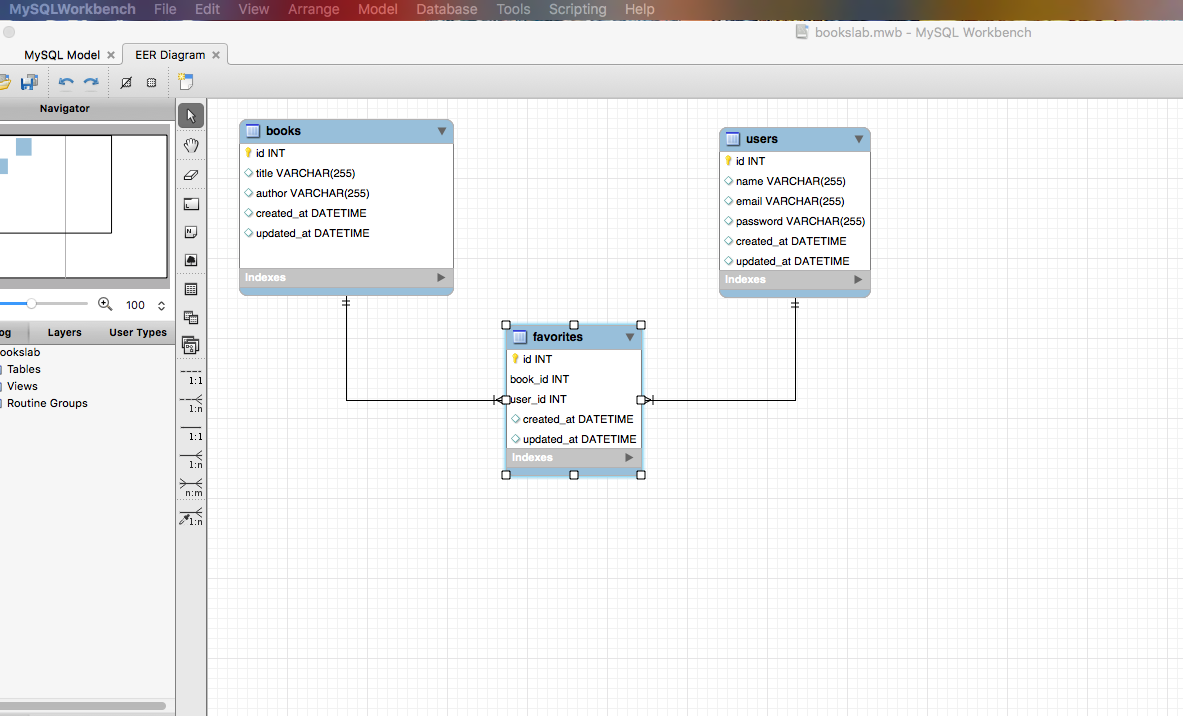 MySQLWorkbench File Edit View Arrange Model Database Tools Scripting Help
bookslab.mwb - MySQL Workbench
MySQL Model EER Diagram
Navigator
100
og Layers User Types
ookslab
Tables
Views
Routine Groups
1:1
1:n
1:1
1:n
n:m
1:n
books
id INT
title VARCHAR(255)
author VARCHAR(255)
created_at DATETIME
updated_at DATETIME
Indexes
users
id INT
name VARCHAR(255)
email VARCHAR(255)
password VARCHAR(255)
created_at DATETIME
updated_at DATETIME
Indexes
favorites
id INT
book_id INT
user_id INT
created_at DATETIME
updated_at DATETIME
Indexes